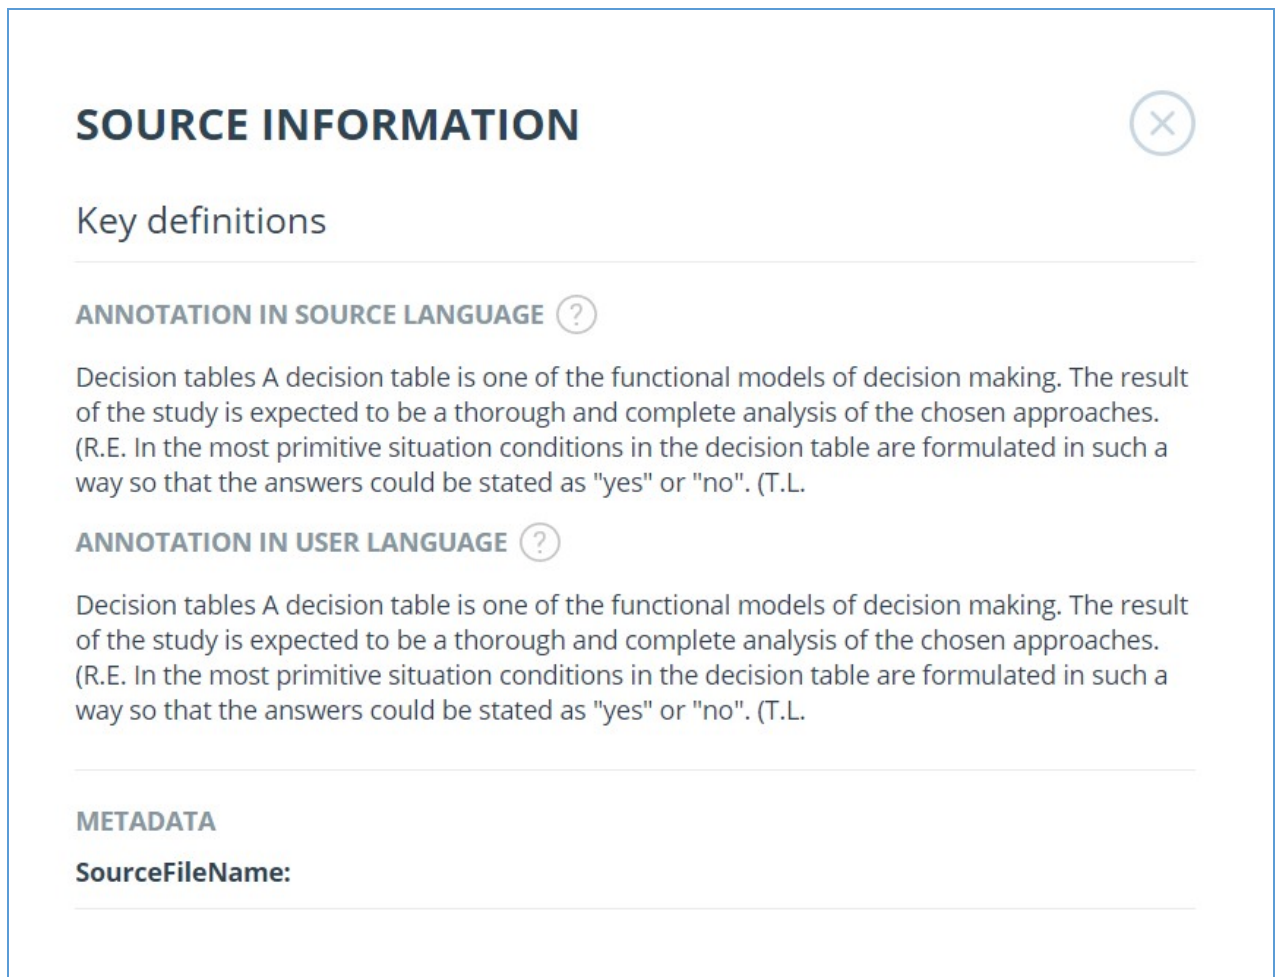 SOURCE INFORMATION
Key definitions
ANNOTATION IN SOURCE LANGUAGE ?
Decision tables A decision table is one of the functional models of decision making. The result
of the study is expected to be a thorough and complete analysis of the chosen approaches.
(R.E. In the most primitive situation conditions in the decision table are formulated in such a
way so that the answers could be stated as "yes" or "no". (T.L.
ANNOTATION IN USER LANGUAGE ?
Decision tables A decision table is one of the functional models of decision making. The result
of the study is expected to be a thorough and complete analysis of the chosen approaches.
(R.E. In the most primitive situation conditions in the decision table are formulated in such a
way so that the answers could be stated as "yes" or "no". (T.L.
METADATA
SourceFileName: